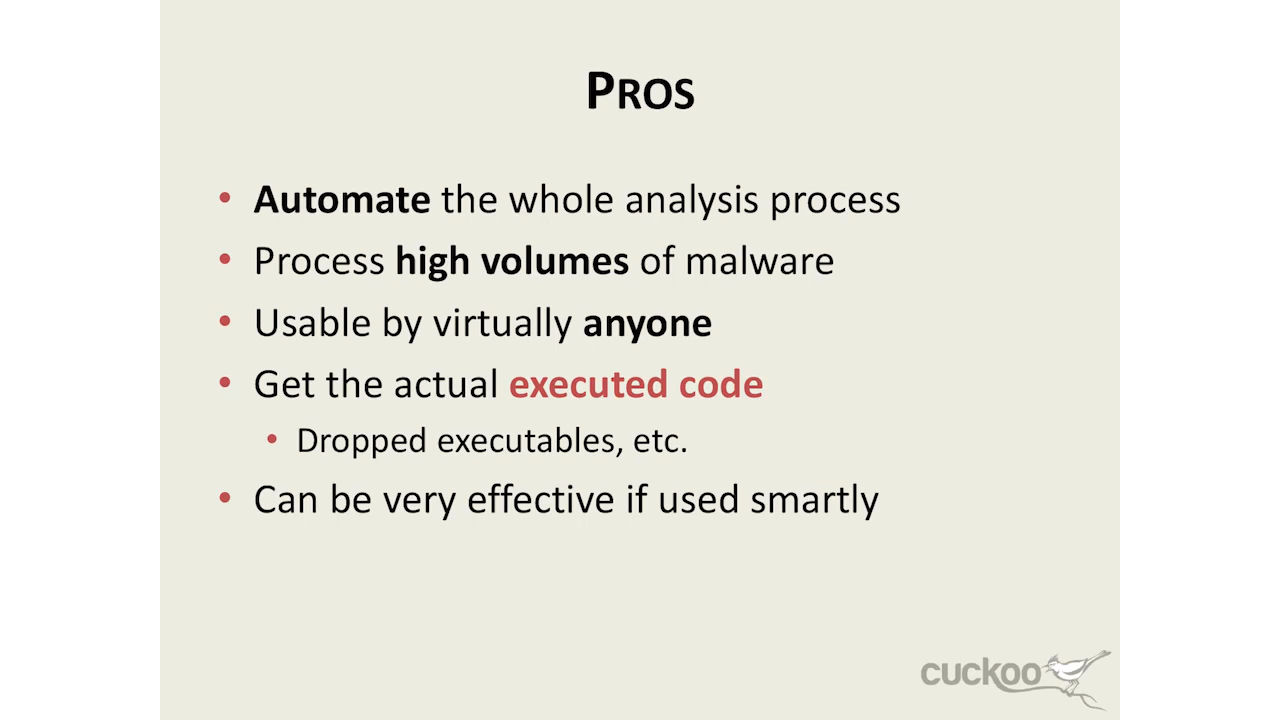 PROS
• Automate the whole analysis process
• Process high volumes of malware
• Usable by virtually anyone
• Get the actual executed code
• Dropped executables, etc.
• Can be very effective if used smartly
cuckoo